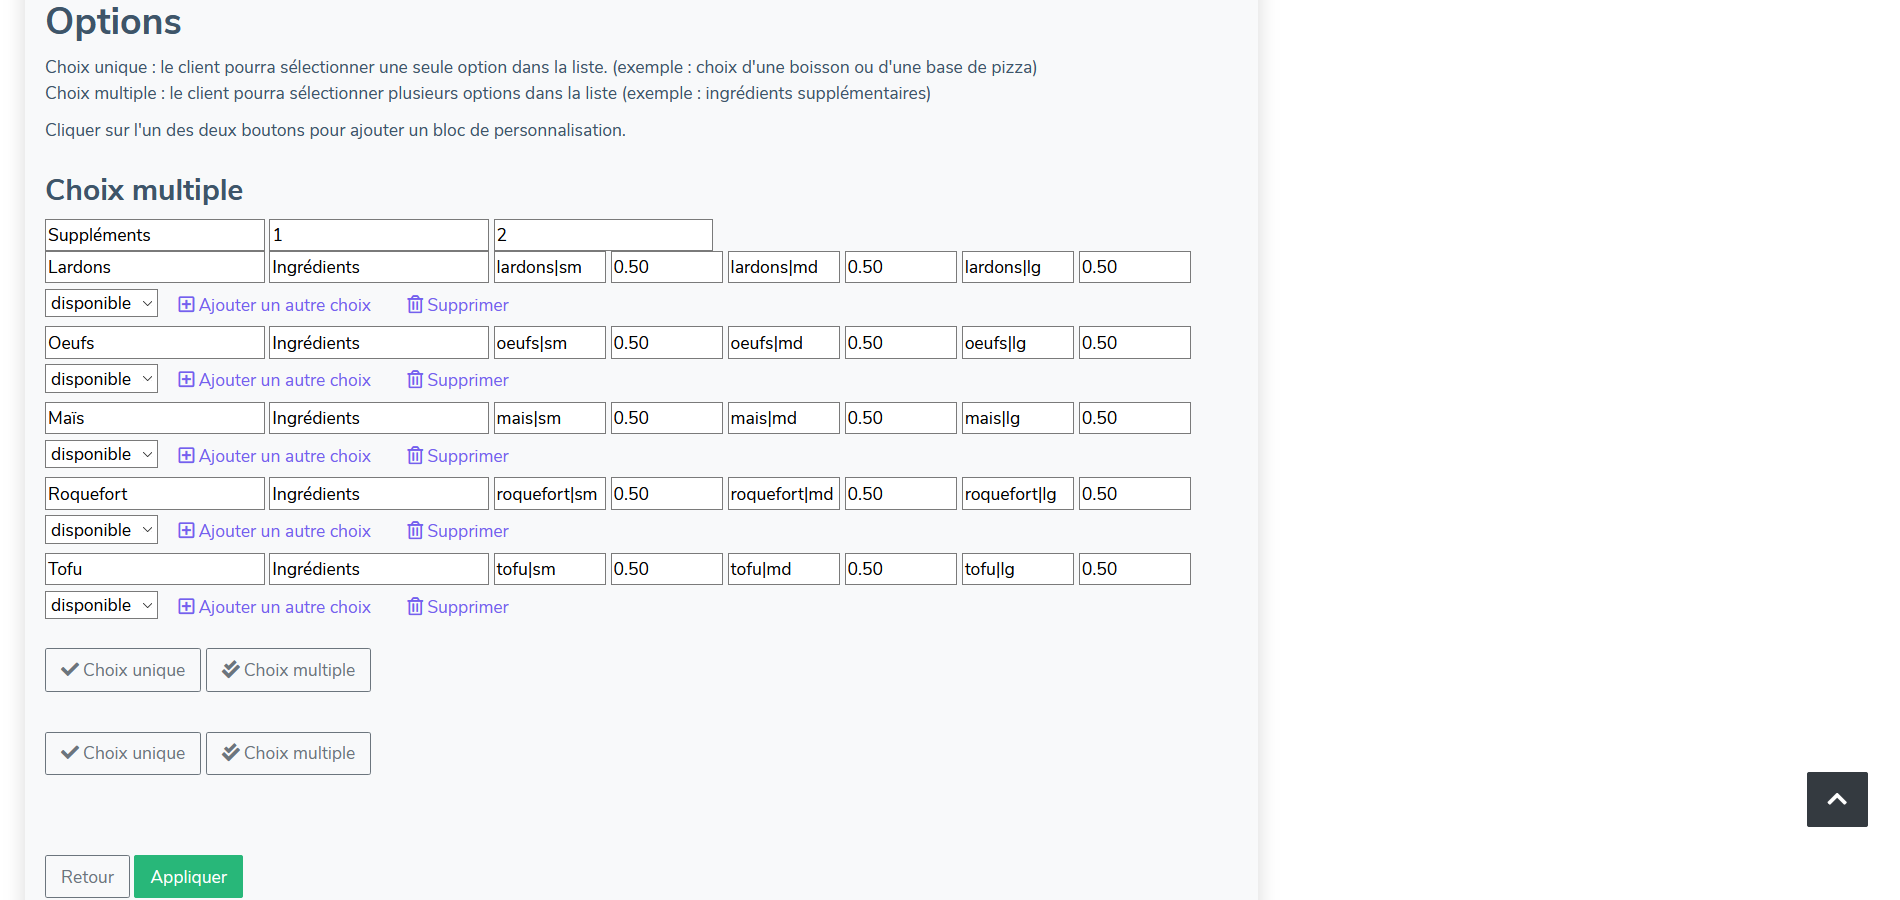 Options
Choix unique : le client pourra sélectionner une seule option dans la liste. (exemple : choix d'une boisson ou d'une base de pizza)
Choix multiple : le client pourra sélectionner plusieurs options dans la liste (exemple : ingrédients supplémentaires)
Cliquer sur l'un des deux boutons pour ajouter un bloc de personnalisation.
Choix multiple
Suppléments 1 2
Lardons Ingrédients lardons|sm 0.50 lardons|md 0.50 lardons|lg 0.50
disponible Ajouter un autre choix Supprimer
Oeufs Ingrédients oeufs|sm 0.50 oeufs|md 0.50 oeufs|lg 0.50
disponible Ajouter un autre choix Supprimer
Maïs Ingrédients mais|sm 0.50 mais|md 0.50 mais|lg 0.50
disponible Ajouter un autre choix Supprimer
Roquefort Ingrédients roquefort|sm 0.50 roquefort|md 0.50 roquefort|lg 0.50
disponible Ajouter un autre choix Supprimer
Tofu Ingrédients tofu|sm 0.50 tofu|md 0.50 tofu|lg 0.50
disponible Ajouter un autre choix Supprimer
Choix unique Choix multiple
Choix unique Choix multiple
Retour Appliquer